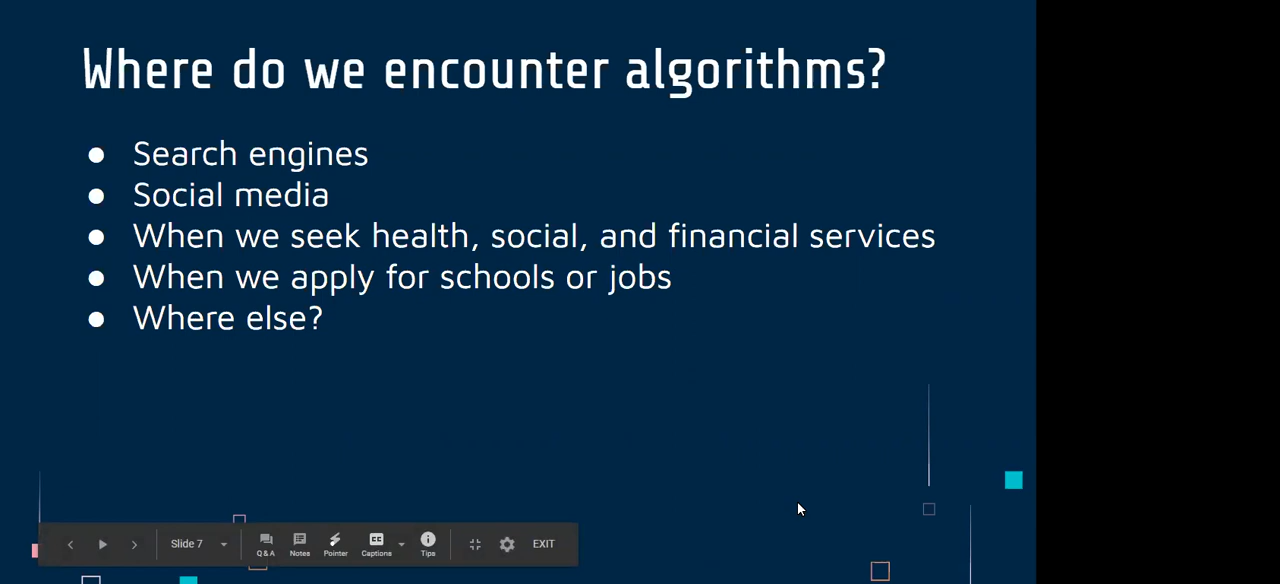 Where do we encounter algorithms?
● Search engines
● Social media
● When we seek health, social, and financial services
● When we apply for schools or jobs
● Where else?
Slide 7
Q & A
Notes
Pointer
CC
Captions
Tips
EXIT